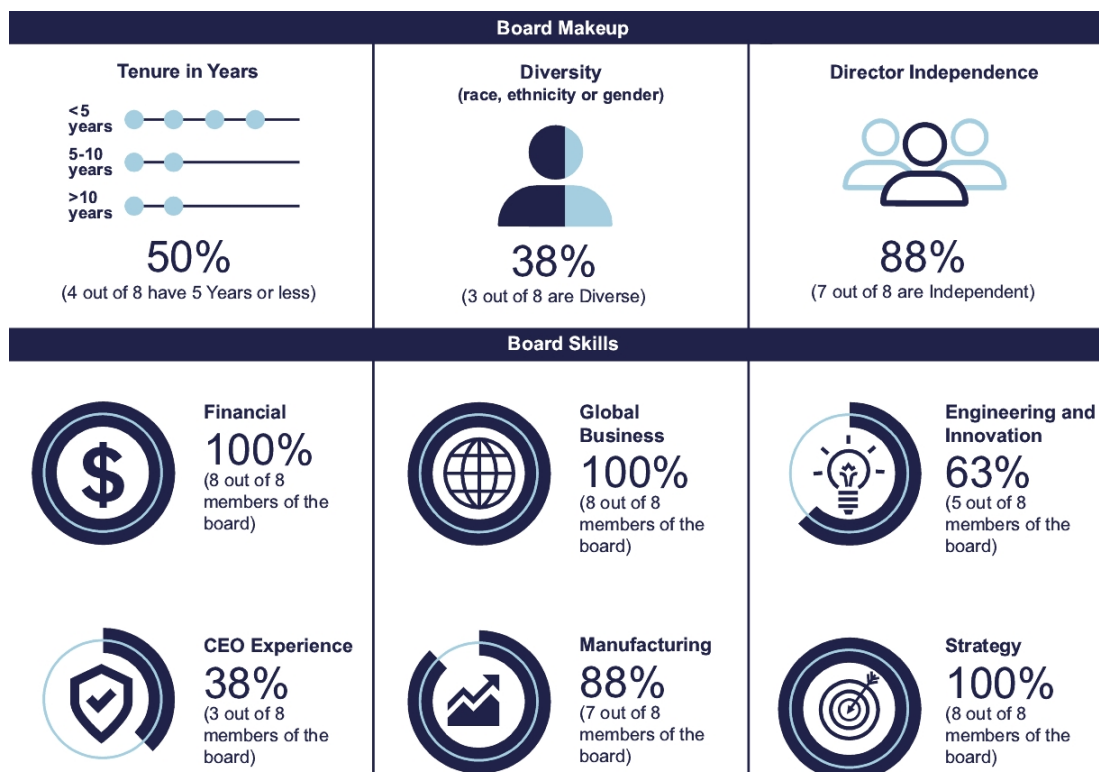 Board Makeup
Tenure in Years
<5
years
5-10
years
>10
years
50%
(4 out of 8 have 5 Years or less)
Diversity
(race, ethnicity or gender)
38%
(3 out of 8 are Diverse)
Director Independence
88%
(7 out of 8 are Independent)
Board Skills
Financial
100%
(8 out of 8
members of the
board)
Global
Business
100%
(8 out of 8
members of the
board)
Engineering and
Innovation
63%
(5 out of 8
members of the
board)
CEO Experience
38%
(3 out of 8
members of the
board)
Manufacturing
88%
(7 out of 8
members of the
board)
Strategy
100%
(8 out of 8
members of the
board)